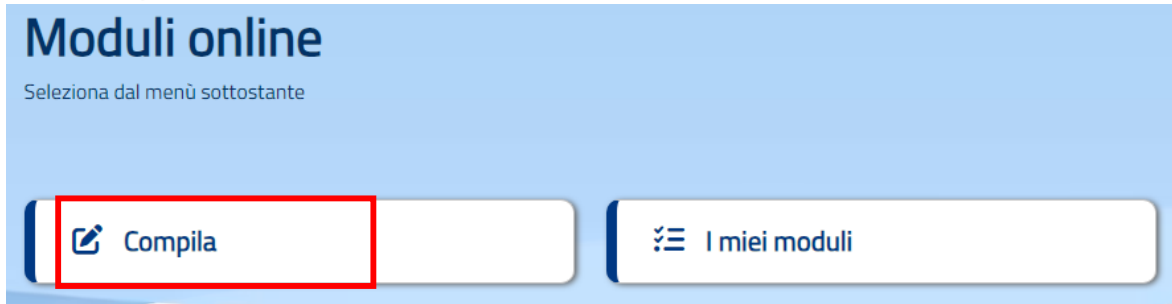 Moduli online
Seleziona dal menù sottostante
Compila
I miei moduli